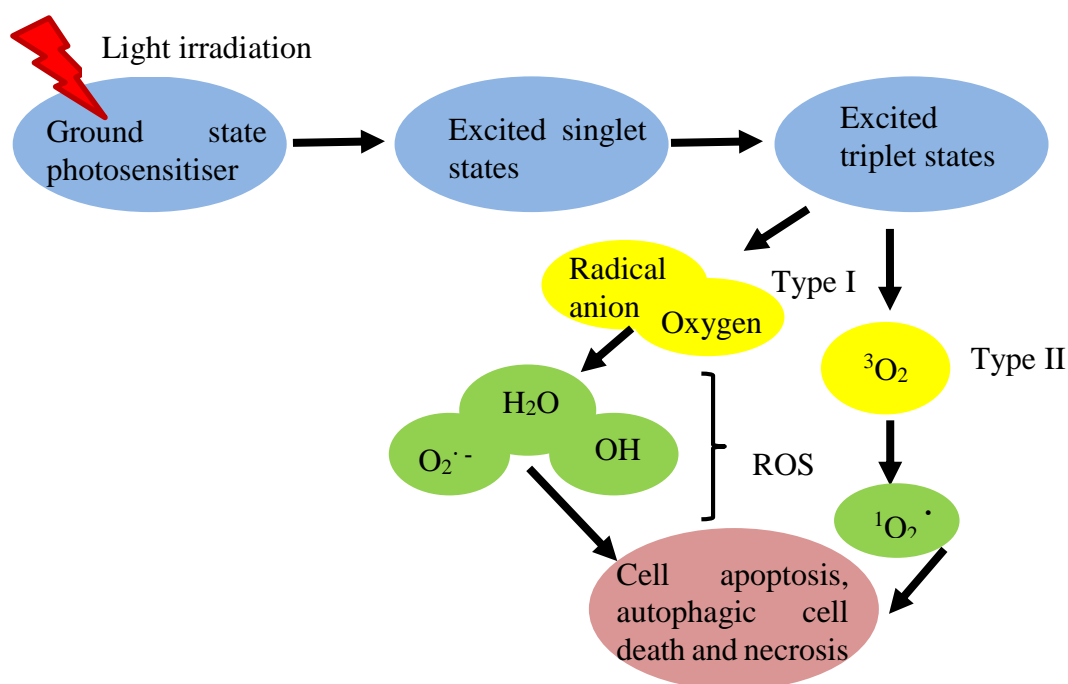 Light irradiation
Ground state
photosensitiser
Excited singlet
states
Excited
triplet states
Radical
anion
Oxygen
Type I
³O₂
Type II
H₂O
O₂˙⁻
OH
ROS
¹O₂˙
Cell apoptosis,
autophagic cell
death and necrosis